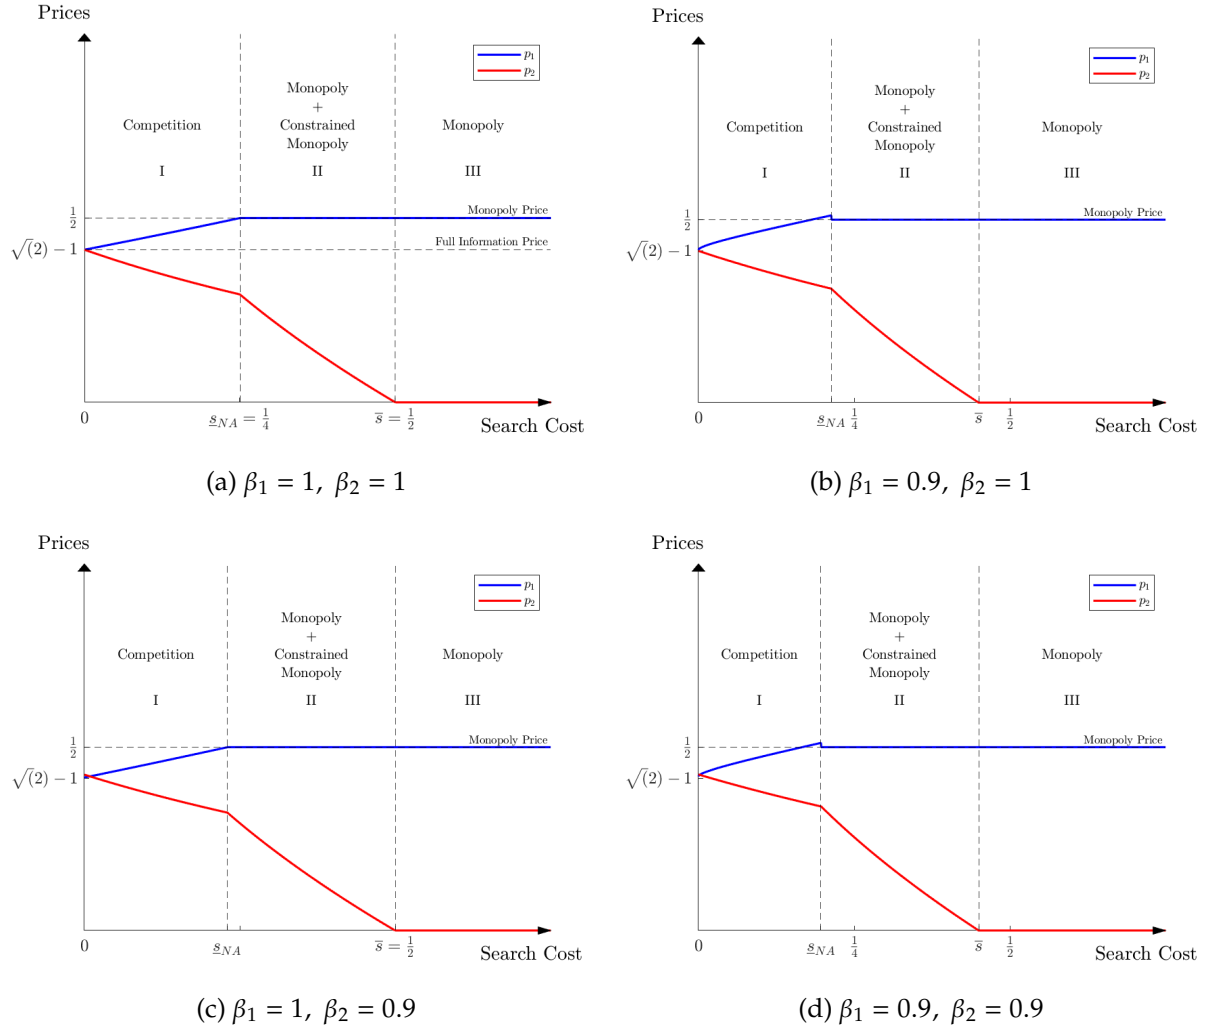 Prices
p₁
p₂
Monopoly
+
Constrained
Monopoly
Competition
Monopoly
I
II
III
Monopoly Price
1/2
Full Information Price
√(2) − 1
0
s̲_NA = 1/4
s̅ = 1/2
Search Cost
(a) β₁ = 1, β₂ = 1
Prices
p₁
p₂
Monopoly
+
Constrained
Monopoly
Competition
Monopoly
I
II
III
Monopoly Price
1/2
√(2) − 1
0
s̲_NA
1/4
s̅
1/2
Search Cost
(b) β₁ = 0.9, β₂ = 1
Prices
p₁
p₂
Monopoly
+
Constrained
Monopoly
Competition
Monopoly
I
II
III
Monopoly Price
1/2
√(2) − 1
0
s̲_NA
s̅ = 1/2
Search Cost
(c) β₁ = 1, β₂ = 0.9
Prices
p₁
p₂
Monopoly
+
Constrained
Monopoly
Competition
Monopoly
I
II
III
Monopoly Price
1/2
√(2) − 1
0
s̲_NA
1/4
s̅
1/2
Search Cost
(d) β₁ = 0.9, β₂ = 0.9